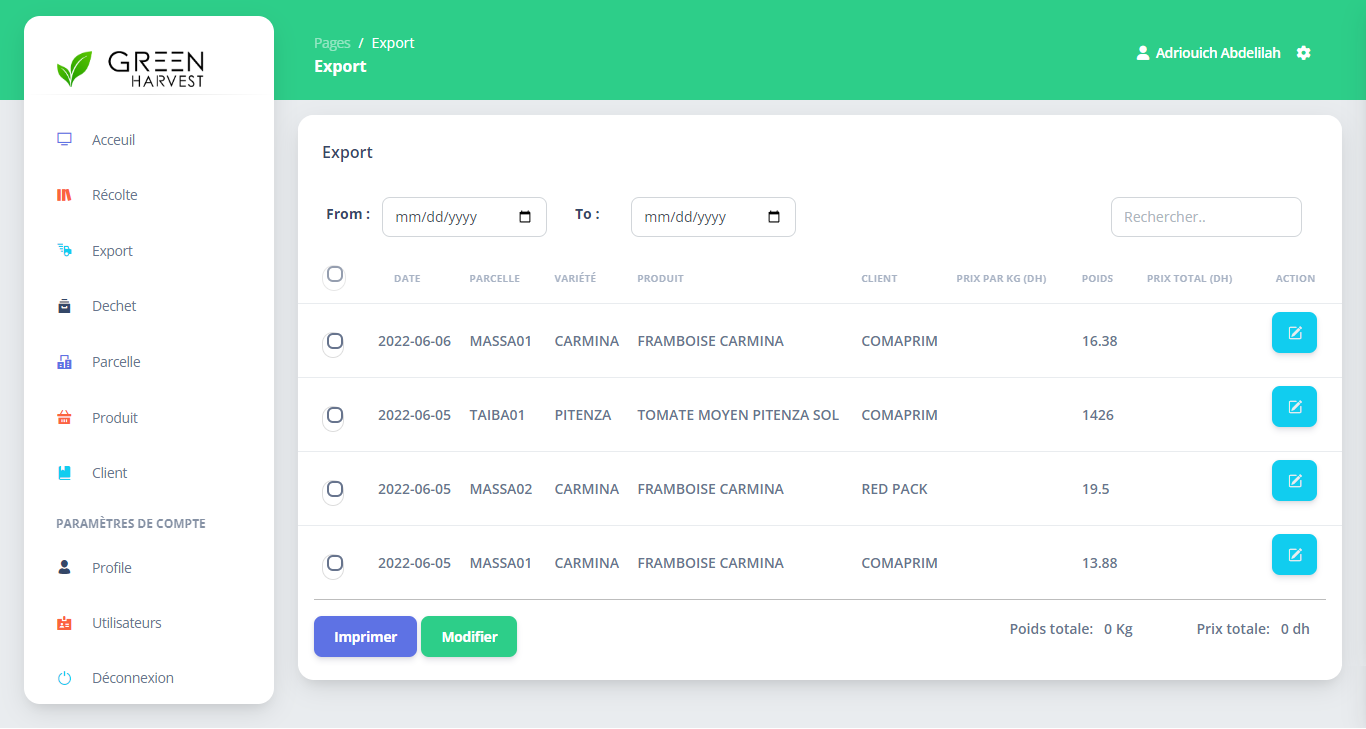 GREEN
HARVEST
Acceuil
Récolte
Export
Dechet
Parcelle
Produit
Client
PARAMÈTRES DE COMPTE
Profile
Utilisateurs
Déconnexion
Pages / Export
Export
Adriouich Abdelilah
Export
From : mm/dd/yyyy To : mm/dd/yyyy Rechercher..
DATE PARCELLE VARIÉTÉ PRODUIT CLIENT PRIX PAR KG (DH) POIDS PRIX TOTAL (DH) ACTION
2022-06-06 MASSA01 CARMINA FRAMBOISE CARMINA COMAPRIM 16.38
2022-06-05 TAIBA01 PITENZA TOMATE MOYEN PITENZA SOL COMAPRIM 1426
2022-06-05 MASSA02 CARMINA FRAMBOISE CARMINA RED PACK 19.5
2022-06-05 MASSA01 CARMINA FRAMBOISE CARMINA COMAPRIM 13.88
Imprimer Modifier Poids totale: 0 Kg Prix totale: 0 dh